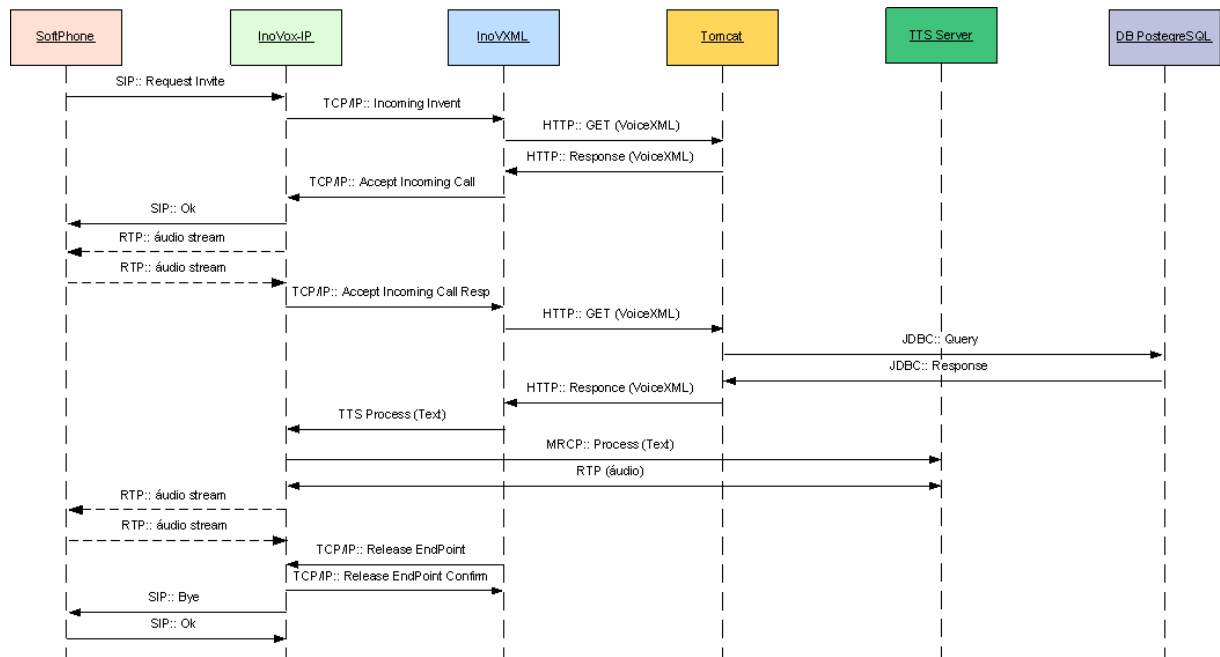 SoftPhone
InoVox-IP
InoVXML
Tomcat
TTS Server
DB PostegreSQL
SIP:: Request Invite
TCP/IP:: Incoming Invent
HTTP:: GET (VoiceXML)
HTTP:: Response (VoiceXML)
TCP/IP:: Accept Incoming Call
SIP:: Ok
RTP:: áudio stream
RTP:: áudio stream
TCP/IP:: Accept Incoming Call Resp
HTTP:: GET (VoiceXML)
JDBC:: Query
JDBC:: Response
HTTP:: Responce (VoiceXML)
TTS Process (Text)
MRCP:: Process (Text)
RTP (áudio)
RTP:: áudio stream
RTP:: áudio stream
TCP/IP:: Release EndPoint
TCP/IP:: Release EndPoint Confirm
SIP:: Bye
SIP:: Ok